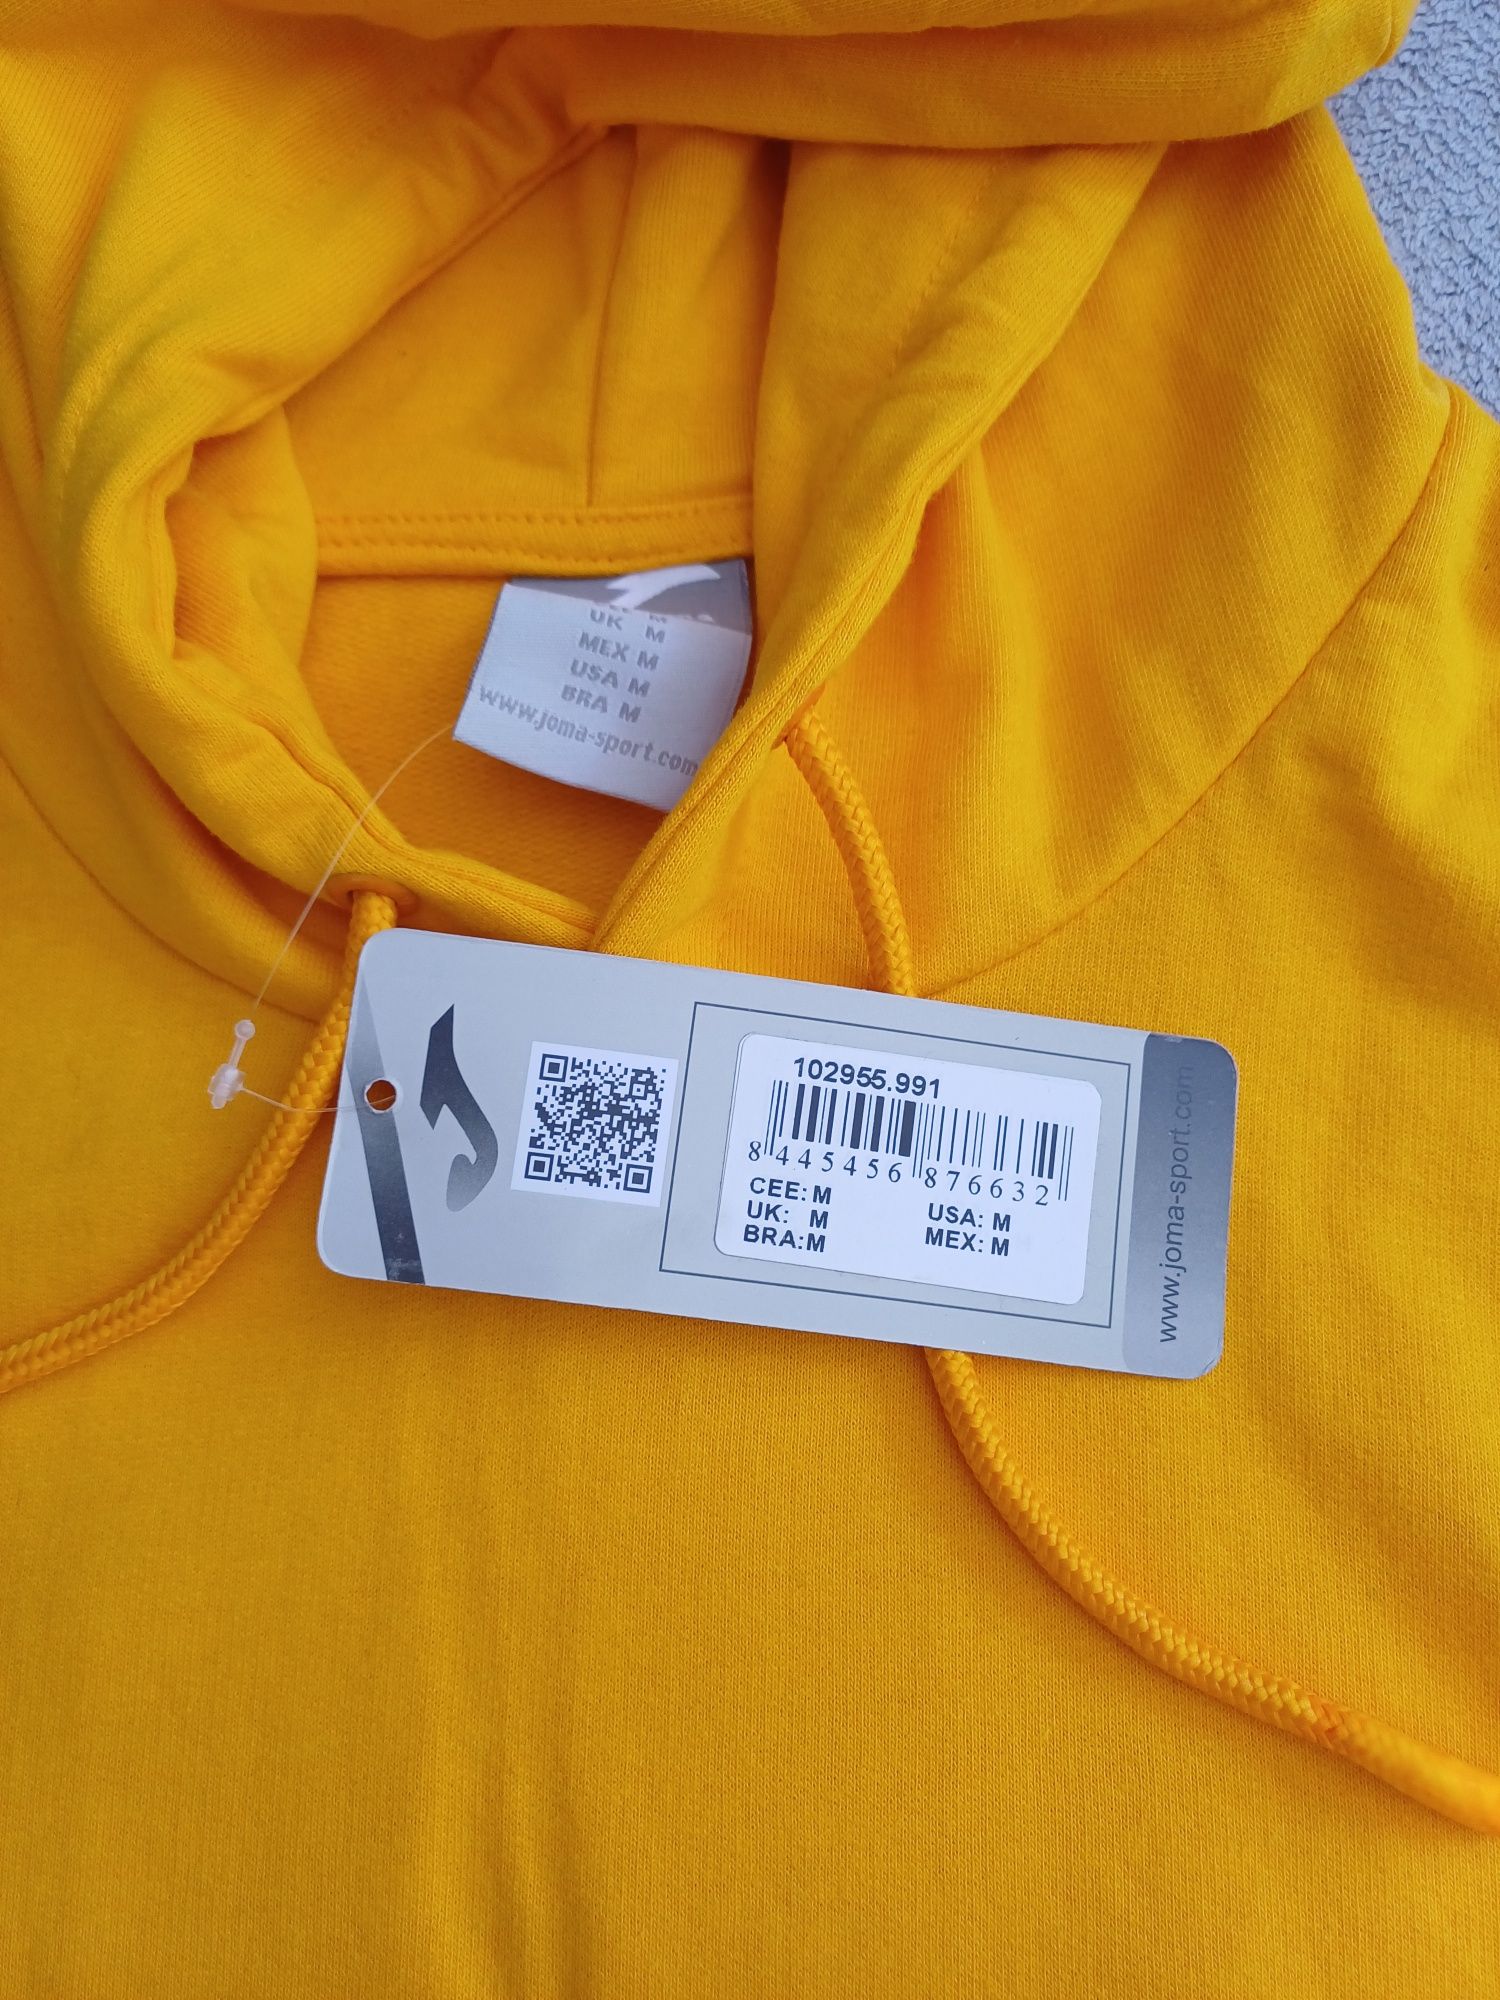 UK M
MEX M
USA M
BRA M
www.joma-sport.com
102955.991
8 445456 876632
CEE: M
UK: M
BRA: M
USA: M
MEX: M
www.joma-sport.com